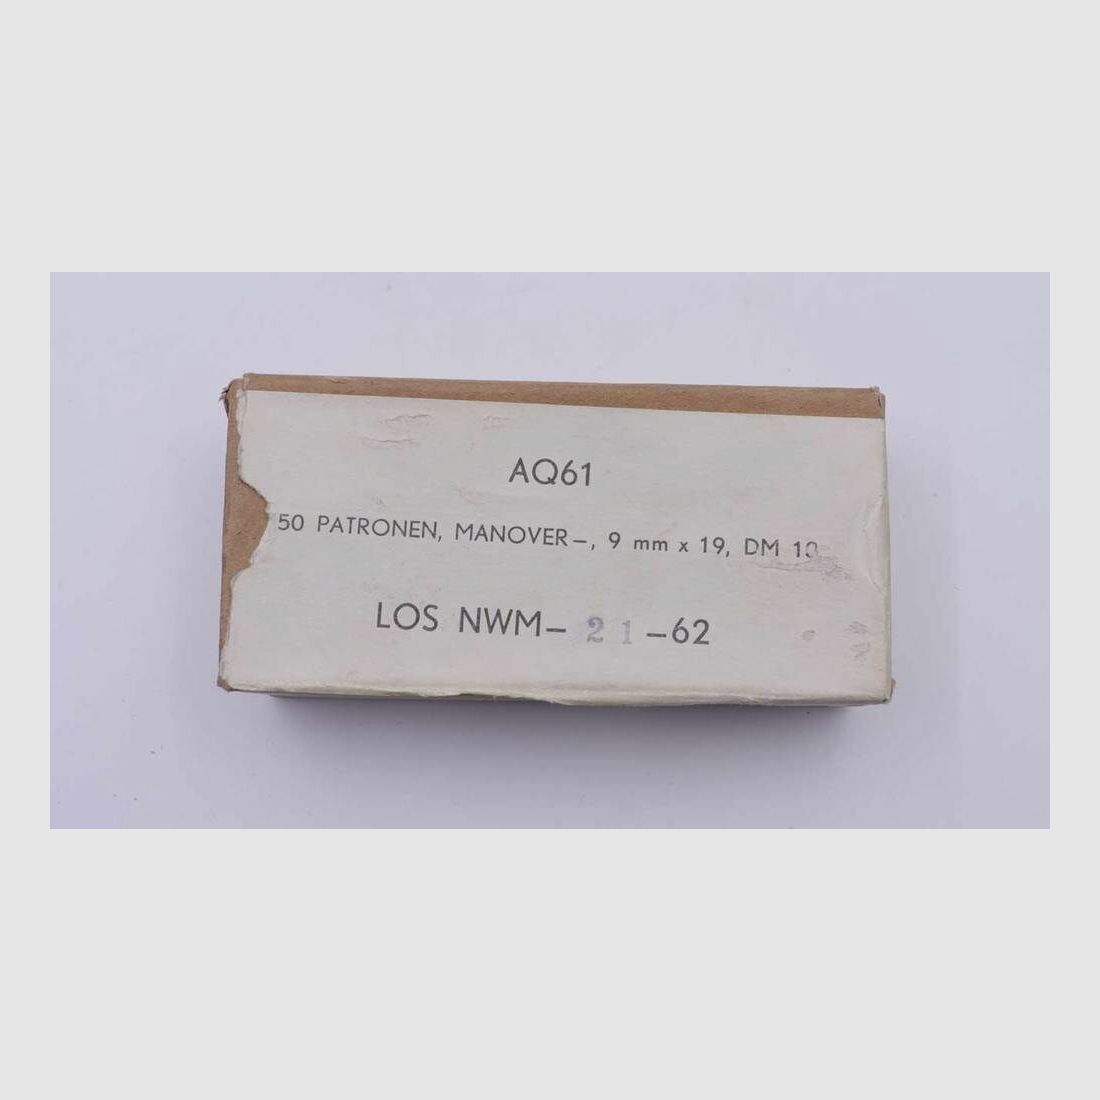 AQ61
50 PATRONEN, MANOVER–, 9 mm x 19, DM
LOS NWM– 21 –62